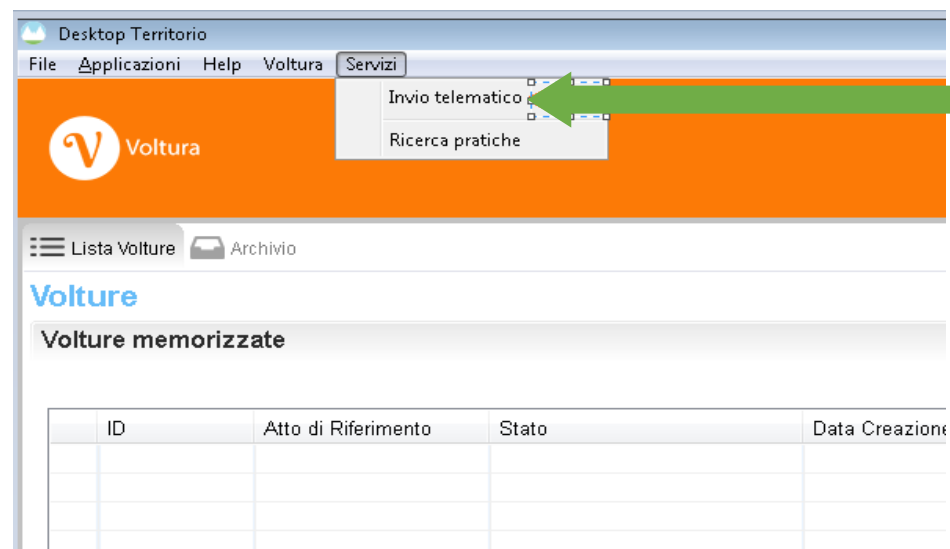 Desktop Territorio
File Applicazioni Help Voltura Servizi
Invio telematico
Ricerca pratiche
V Voltura
Lista Volture Archivio
Volture
Volture memorizzate
ID Atto di Riferimento Stato Data Creazione